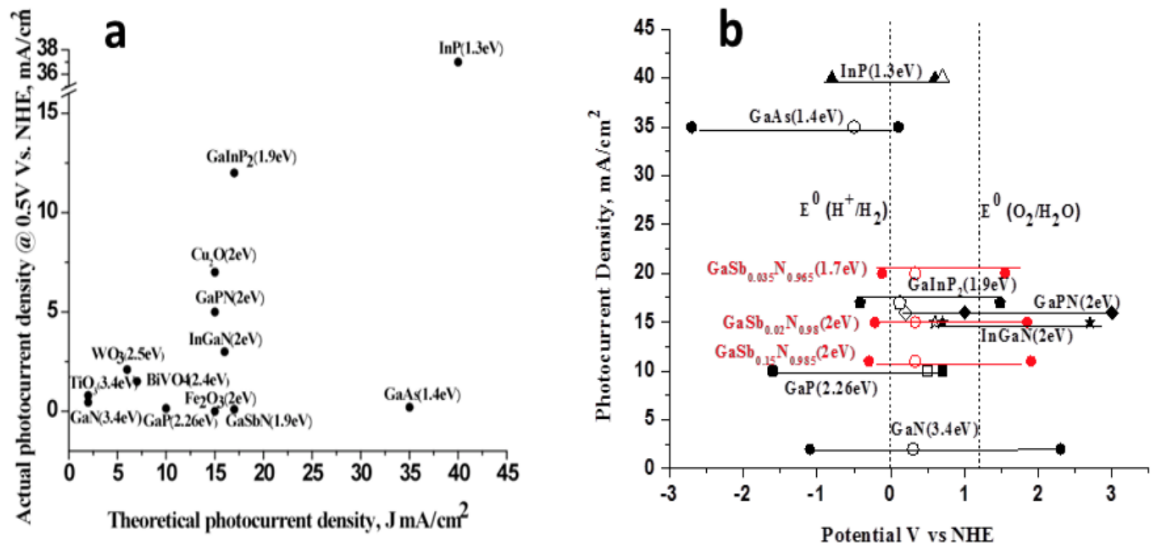 a
Actual photocurrent density @ 0.5V Vs. NHE, mA/cm²
38
36
15
10
5
0
InP(1.3eV)
GaInP₂(1.9eV)
Cu₂O(2eV)
GaPN(2eV)
InGaN(2eV)
WO₃(2.5eV)
BiVO4(2.4eV)
TiO₂(3.4eV)
Fe₂O₃(2eV)
GaAs(1.4eV)
GaN(3.4eV)
GaP(2.26eV)
GaSbN(1.9eV)
0 5 10 15 20 25 30 35 40 45
Theoretical photocurrent density, J mA/cm²
b
Photocurrent Density, mA/cm²
45
40
35
30
25
20
15
10
5
0
InP(1.3eV)
GaAs(1.4eV)
E⁰ (H⁺/H₂)
E⁰ (O₂/H₂O)
GaSb₀.₀₃₅N₀.₉₆₅(1.7eV)
GaInP₂(1.9eV)
GaPN(2eV)
GaSb₀.₀₂N₀.₉₈(2eV)
InGaN(2eV)
GaSb₀.₁₅N₀.₉₈₅(2eV)
GaP(2.26eV)
GaN(3.4eV)
-3 -2 -1 0 1 2 3
Potential V vs NHE